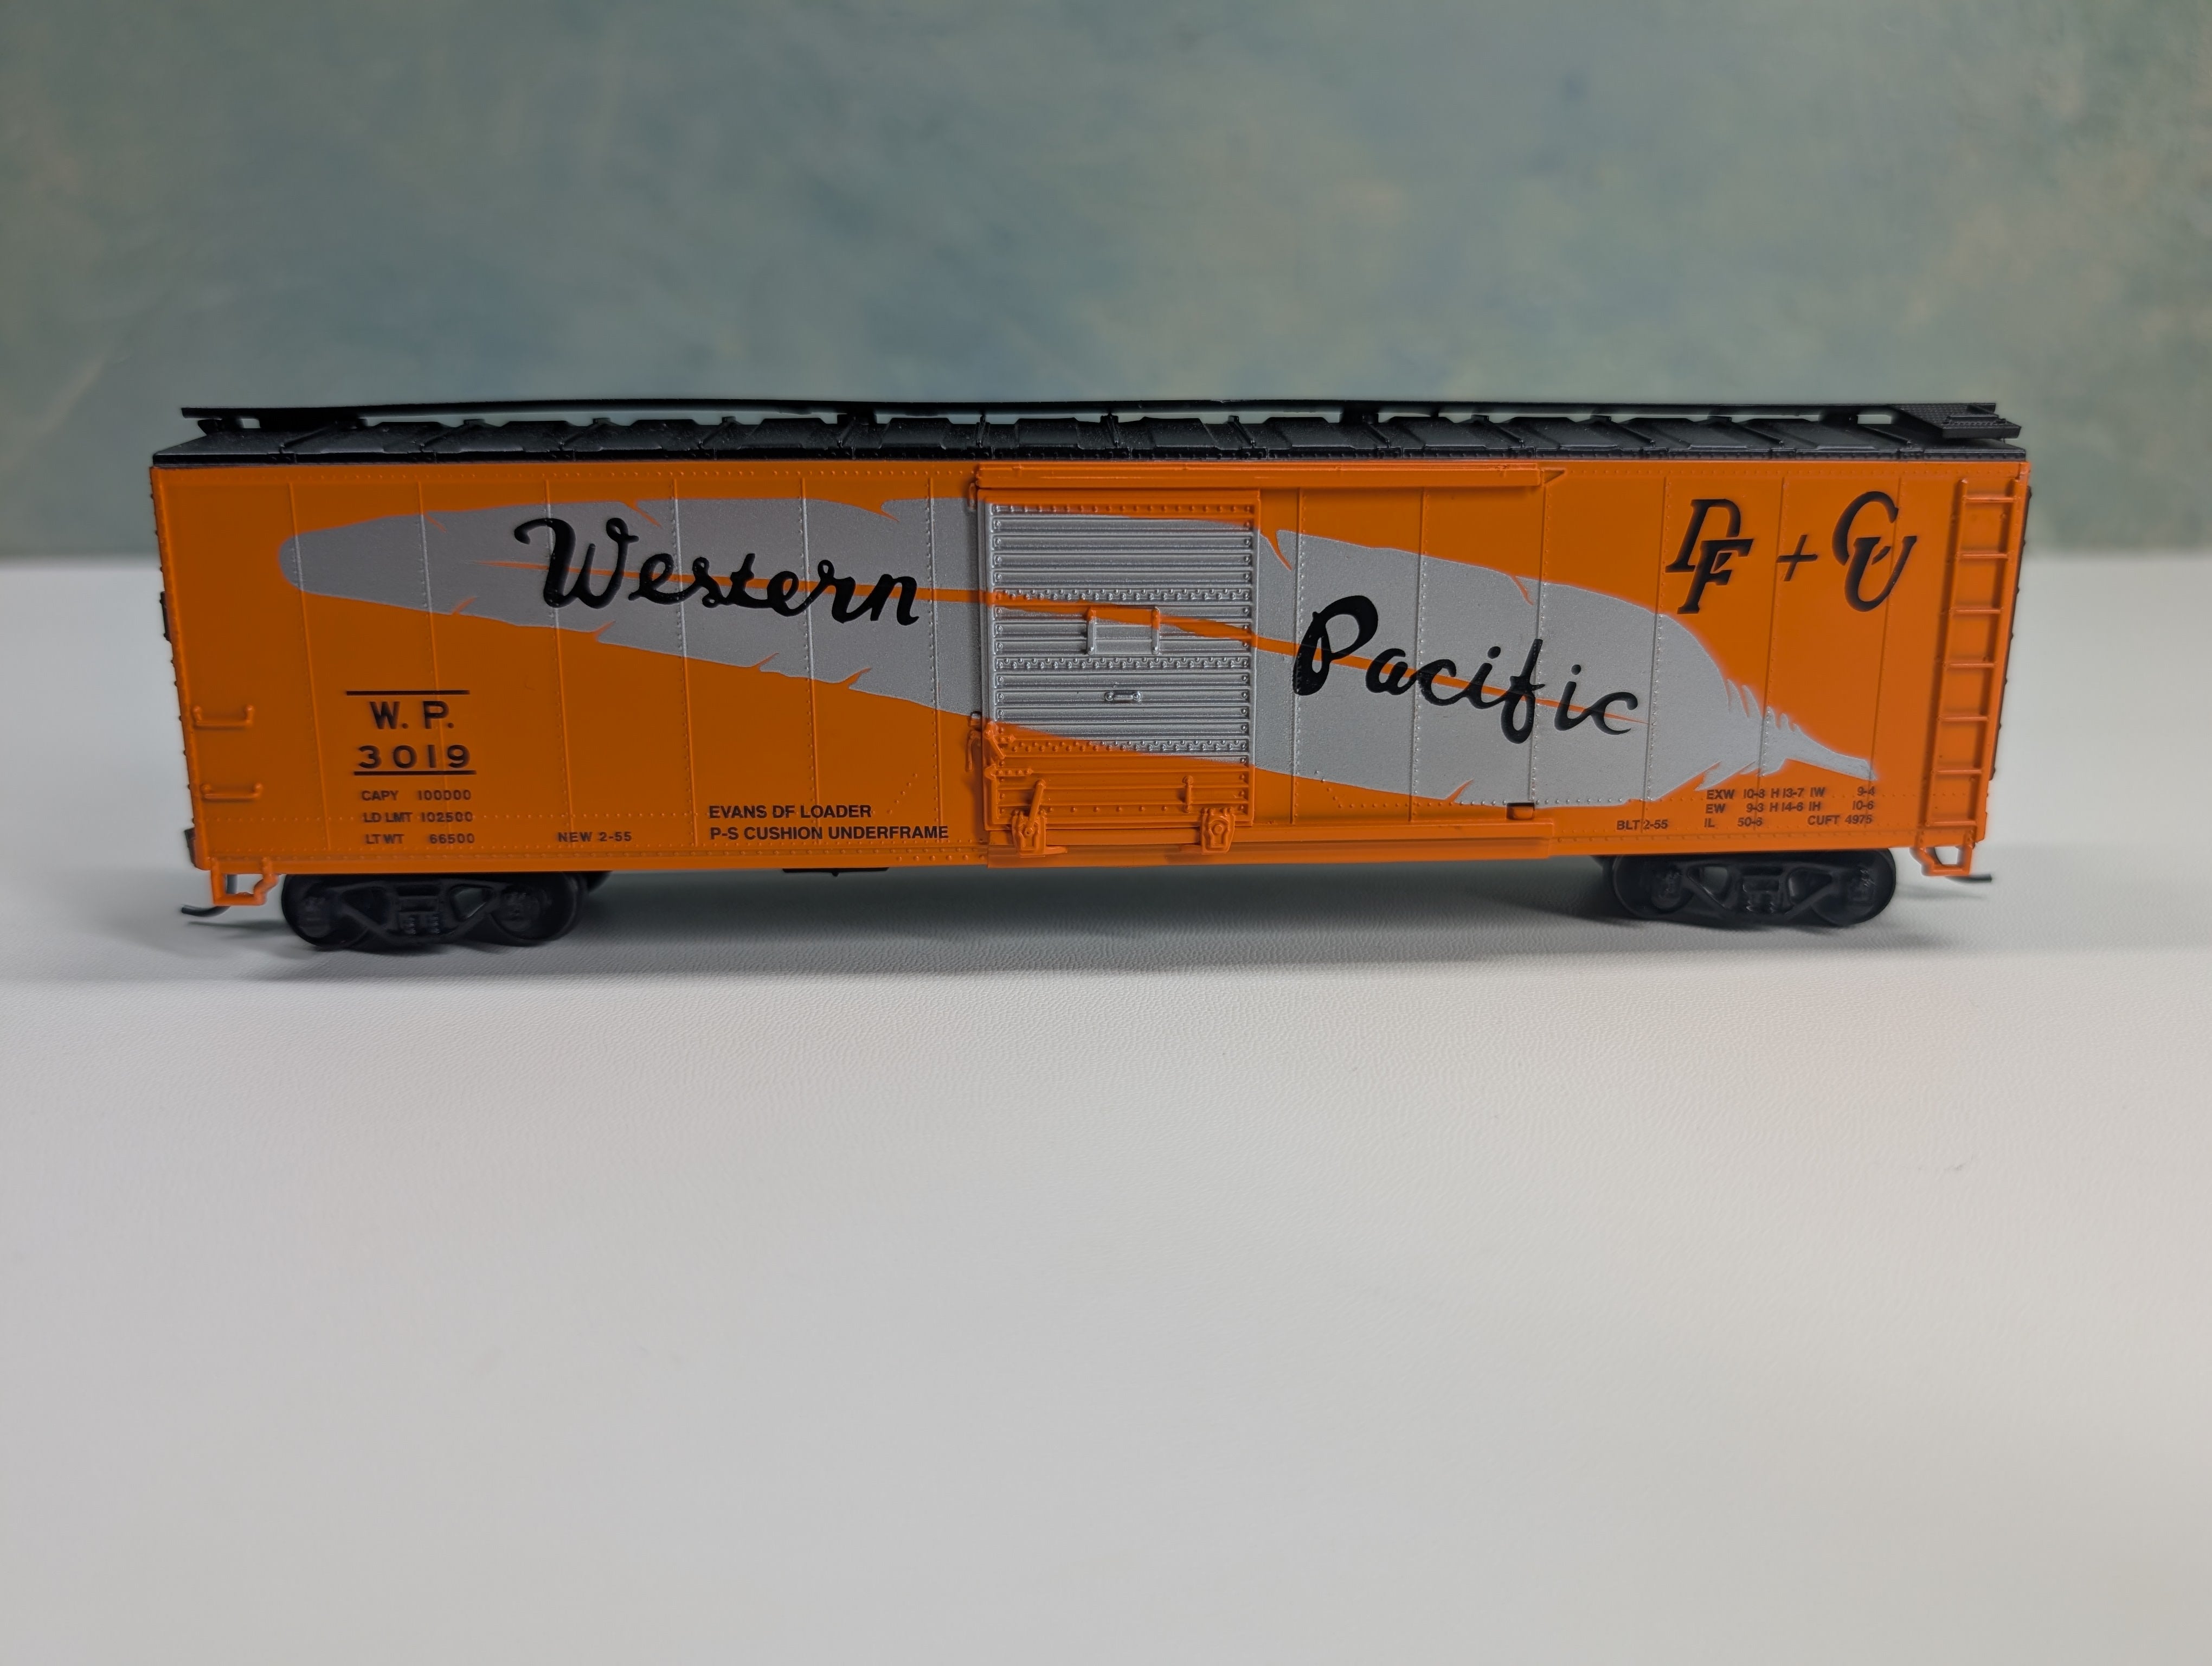 Western
Pacific
DF + CU
W. P.
3019
CAPY 100000
LD LMT 102500
LT WT 66500
NEW 2-55
EVANS DF LOADER
P-S CUSHION UNDERFRAME
BLT 2-55
EXW 10-8 H 13-7 IW 9-4
EW 9-3 H 14-6 IH 10-6
IL 50-6 CUFT 4975